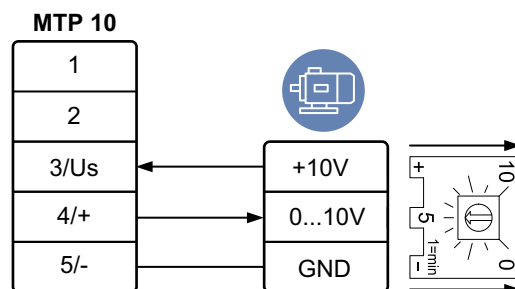 MTP 10
1
2
3/Us
4/+
5/-
+10V
0...10V
GND
+ 10
5
- 1=min 0